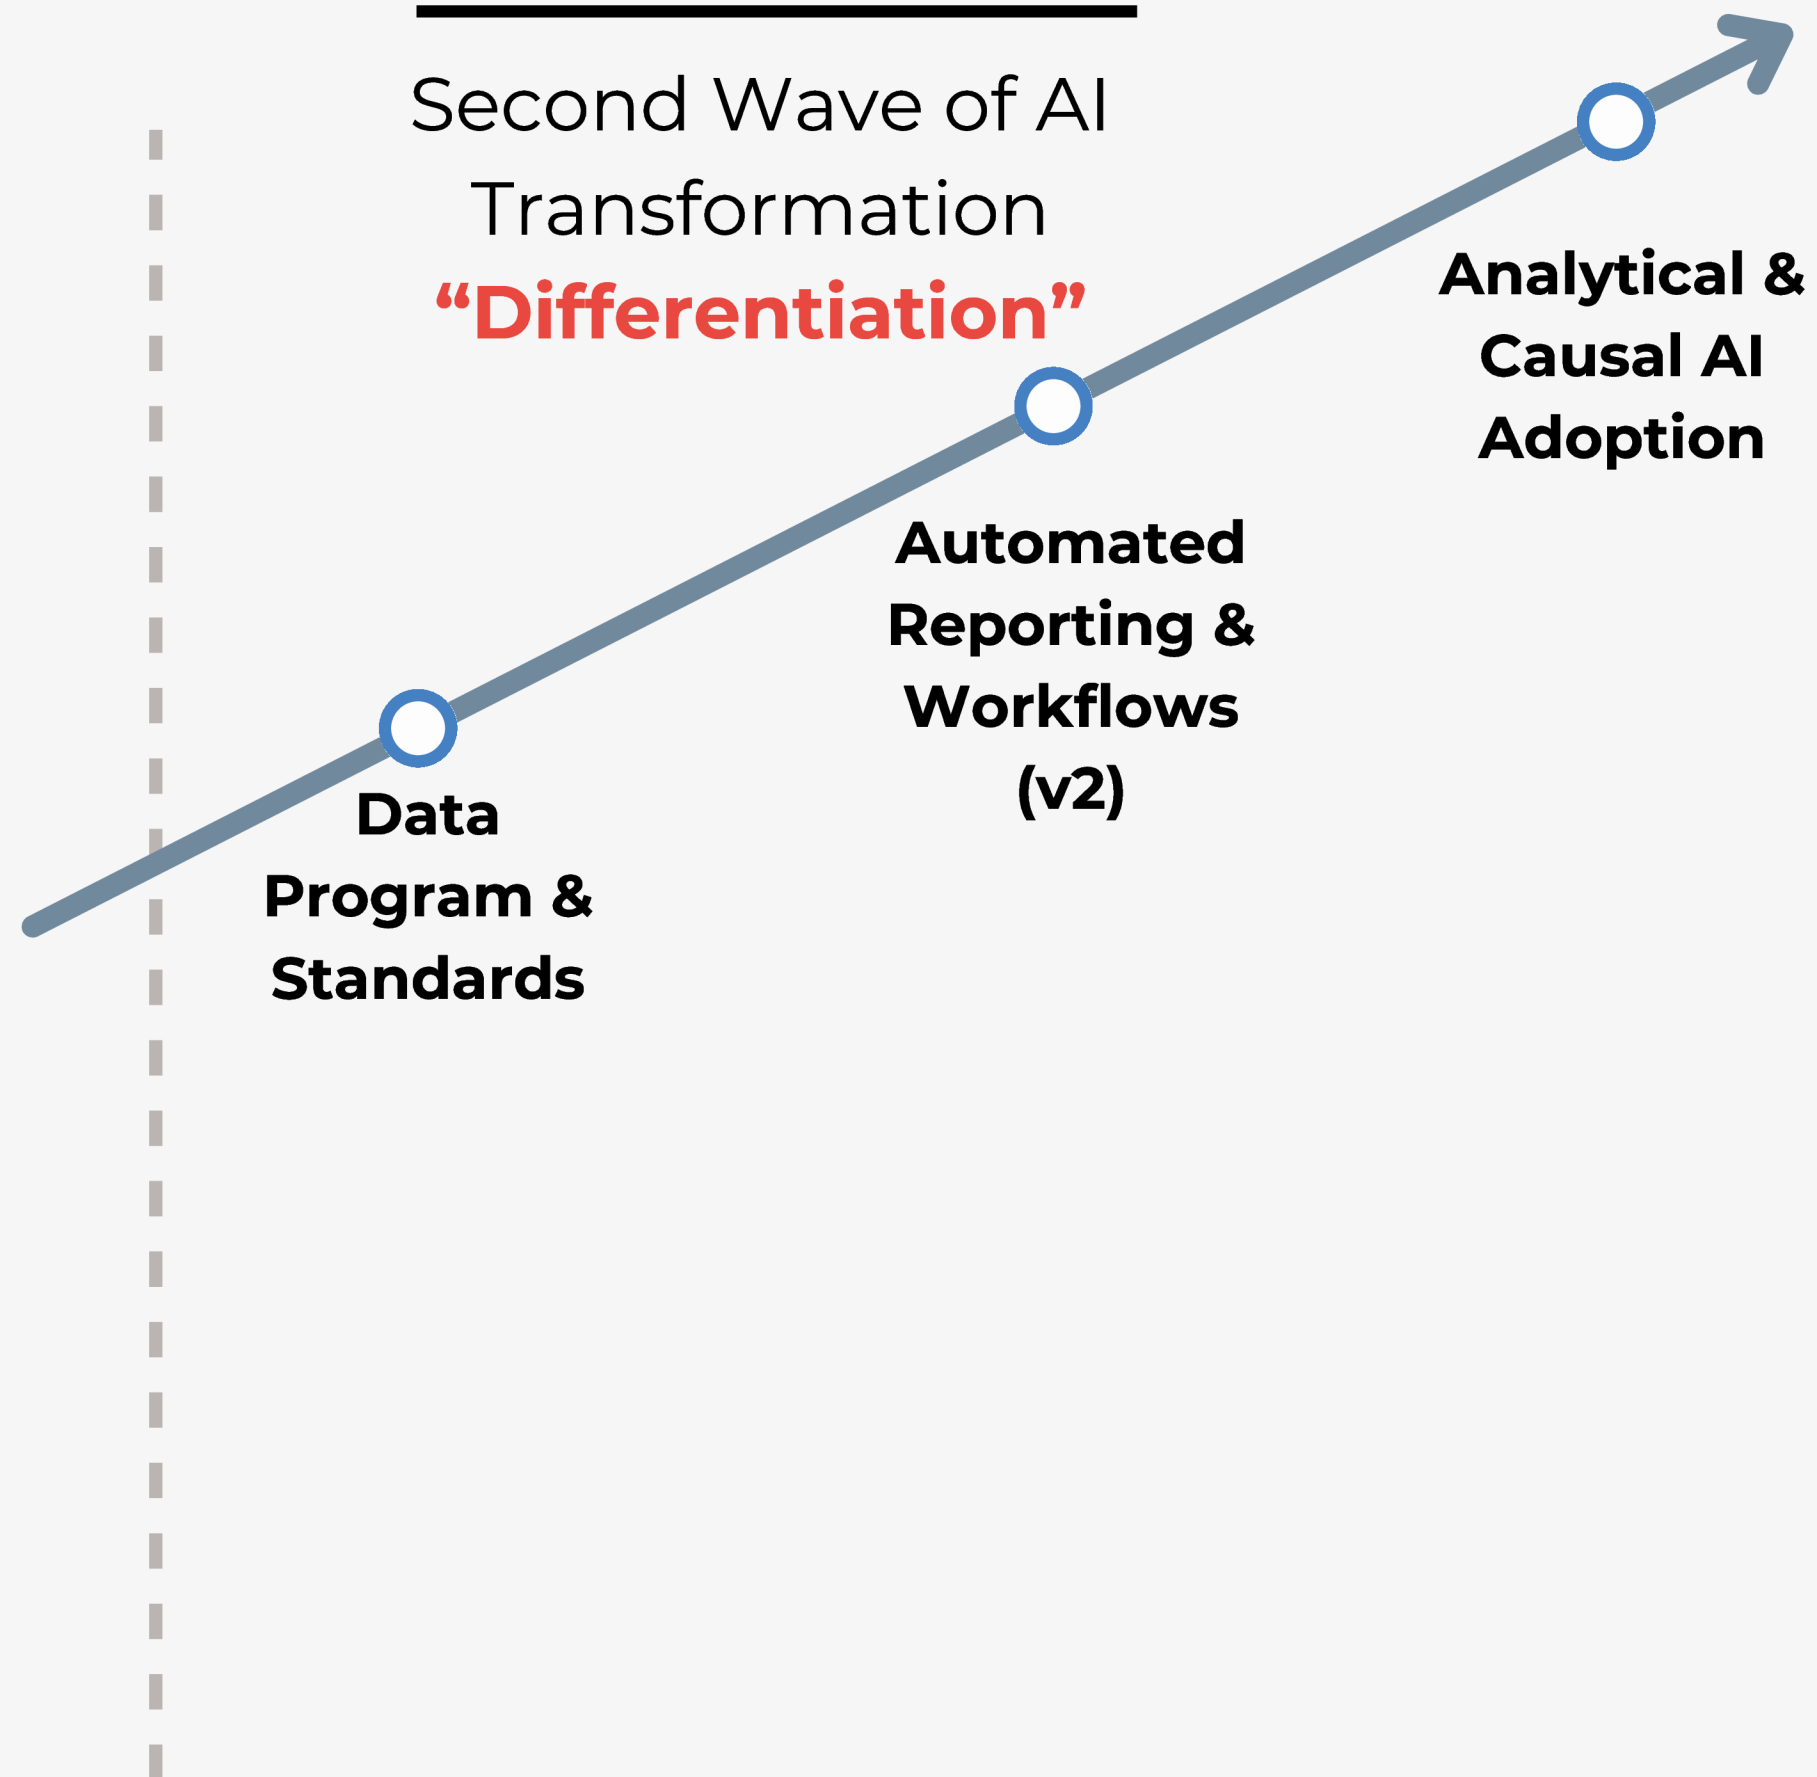 Second Wave of AI
Transformation
“Differentiation”
Analytical &
Causal AI
Adoption
Automated
Reporting &
Workflows
(v2)
Data
Program &
Standards